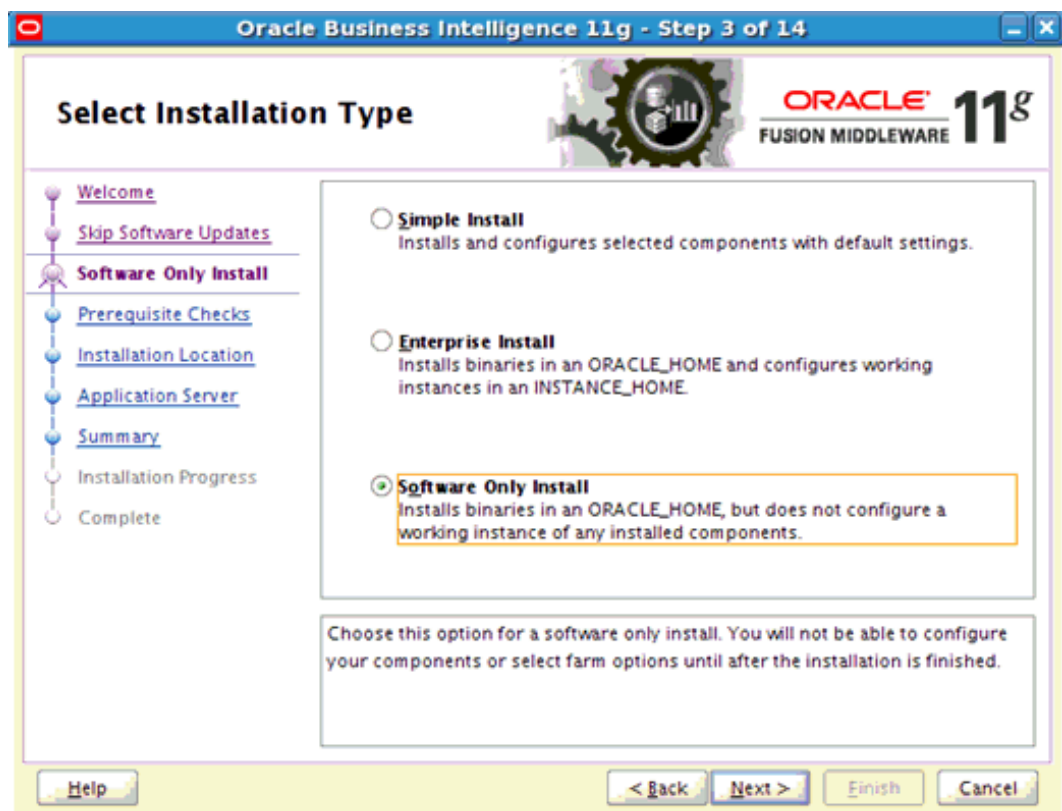 Oracle Business Intelligence 11g - Step 3 of 14
Select Installation Type
ORACLE
FUSION MIDDLEWARE 11g
Welcome
Skip Software Updates
Software Only Install
Prerequisite Checks
Installation Location
Application Server
Summary
Installation Progress
Complete
Simple Install
Installs and configures selected components with default settings.
Enterprise Install
Installs binaries in an ORACLE_HOME and configures working
instances in an INSTANCE_HOME.
Software Only Install
Installs binaries in an ORACLE_HOME, but does not configure a
working instance of any installed components.
Choose this option for a software only install. You will not be able to configure
your components or select farm options until after the installation is finished.
Help
< Back
Next >
Finish
Cancel